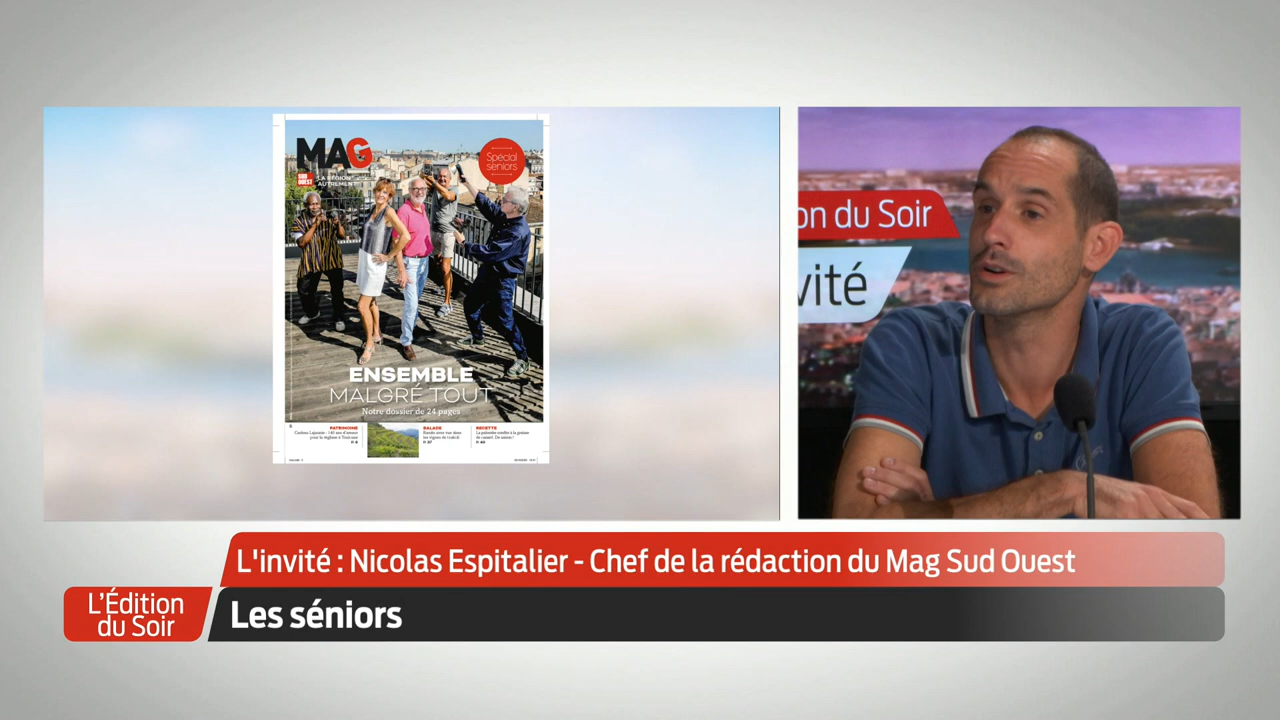 MAG
Spécial
séniors
SUD
OUEST
LA RÉGION
AUTREMENT
ENSEMBLE
MALGRÉ TOUT
Notre dossier de 24 pages
PATRIMOINE
BALADE
RECETTE
on du Soir
vité
L'invité : Nicolas Espitalier - Chef de la rédaction du Mag Sud Ouest
L'Édition
du Soir
Les séniors